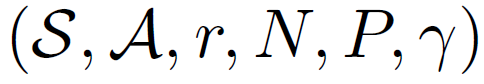 (𝒮, 𝒜, r, N, P, γ)